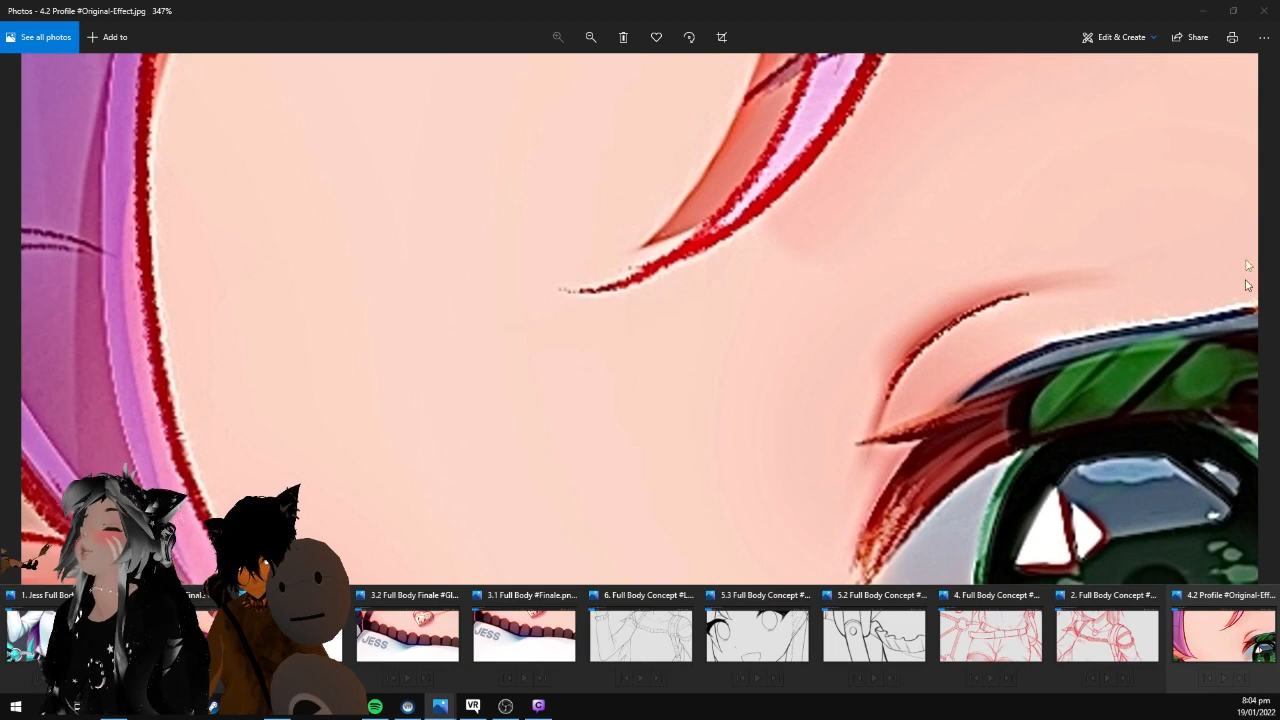 Photos - 4.2 Profile #Original-Effect.jpg 347%
See all photos
Add to
Edit & Create
Share
1. Jess Full Bod
3.2 Full Body Finale #Gl...
3.1 Full Body #Finale.pn...
6. Full Body Concept #L...
5.3 Full Body Concept #...
5.2 Full Body Concept #...
4. Full Body Concept #...
2. Full Body Concept #...
4.2 Profile #Original-Eff...
JESS
JESS
VR
8:04 pm
19/01/2022